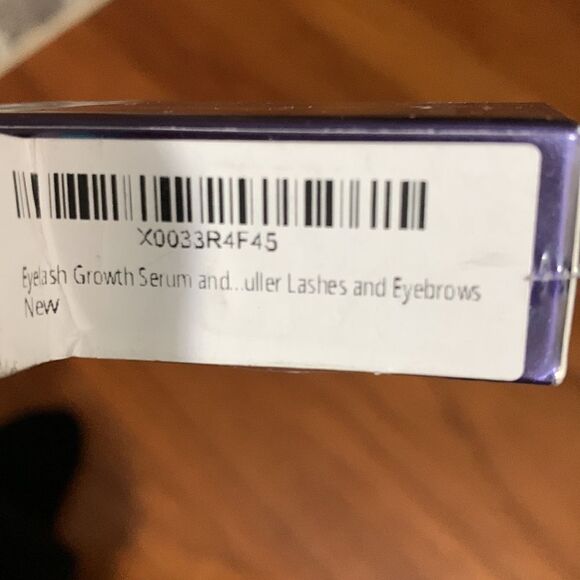 X0033R4F45
Eyelash Growth Serum and...uller Lashes and Eyebrows
New